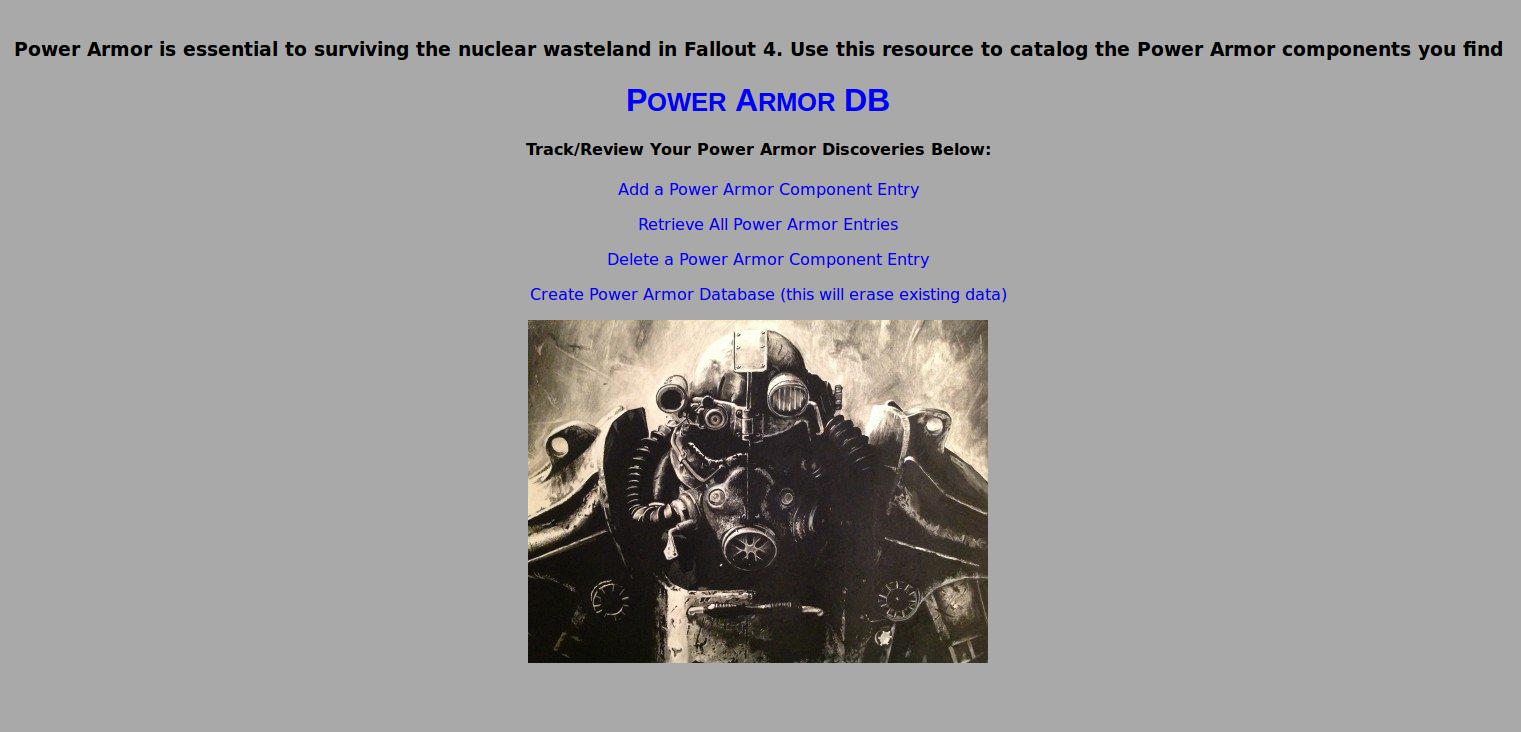 Power Armor is essential to surviving the nuclear wasteland in Fallout 4. Use this resource to catalog the Power Armor components you find
POWER ARMOR DB
Track/Review Your Power Armor Discoveries Below:
Add a Power Armor Component Entry
Retrieve All Power Armor Entries
Delete a Power Armor Component Entry
Create Power Armor Database (this will erase existing data)